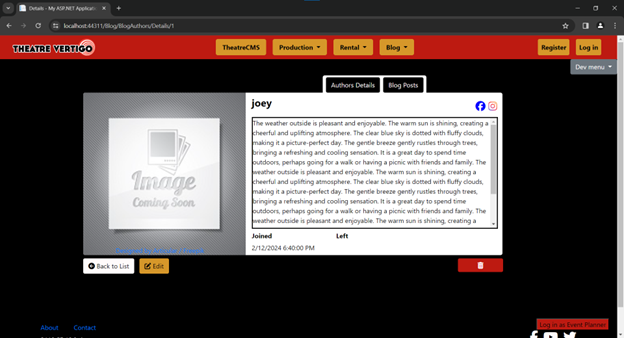 Details - My ASP.NET Applicat
localhost:44311/Blog/BlogAuthors/Details/1
THEATRE VERTIGO
TheatreCMS
Production
Rental
Blog
Register
Log in
Dev menu
Authors Details
Blog Posts
joey
The weather outside is pleasant and enjoyable. The warm sun is shining, creating a
cheerful and uplifting atmosphere. The clear blue sky is dotted with fluffy clouds,
making it a picture-perfect day. The gentle breeze gently rustles through trees,
bringing a refreshing and cooling sensation. It is a great day to spend time
outdoors, perhaps going for a walk or having a picnic with friends and family. The
weather outside is pleasant and enjoyable. The warm sun is shining, creating a
cheerful and uplifting atmosphere. The clear blue sky is dotted with fluffy clouds,
making it a picture-perfect day. The gentle breeze gently rustles through trees,
bringing a refreshing and cooling sensation. It is a great day to spend time
outdoors, perhaps going for a walk or having a picnic with friends and family. The
weather outside is pleasant and enjoyable. The warm sun is shining, creating a
Image
Coming Soon
Joined
Left
2/12/2024 6:40:00 PM
Back to List
Edit
Log in as Event Planner
About
Contact